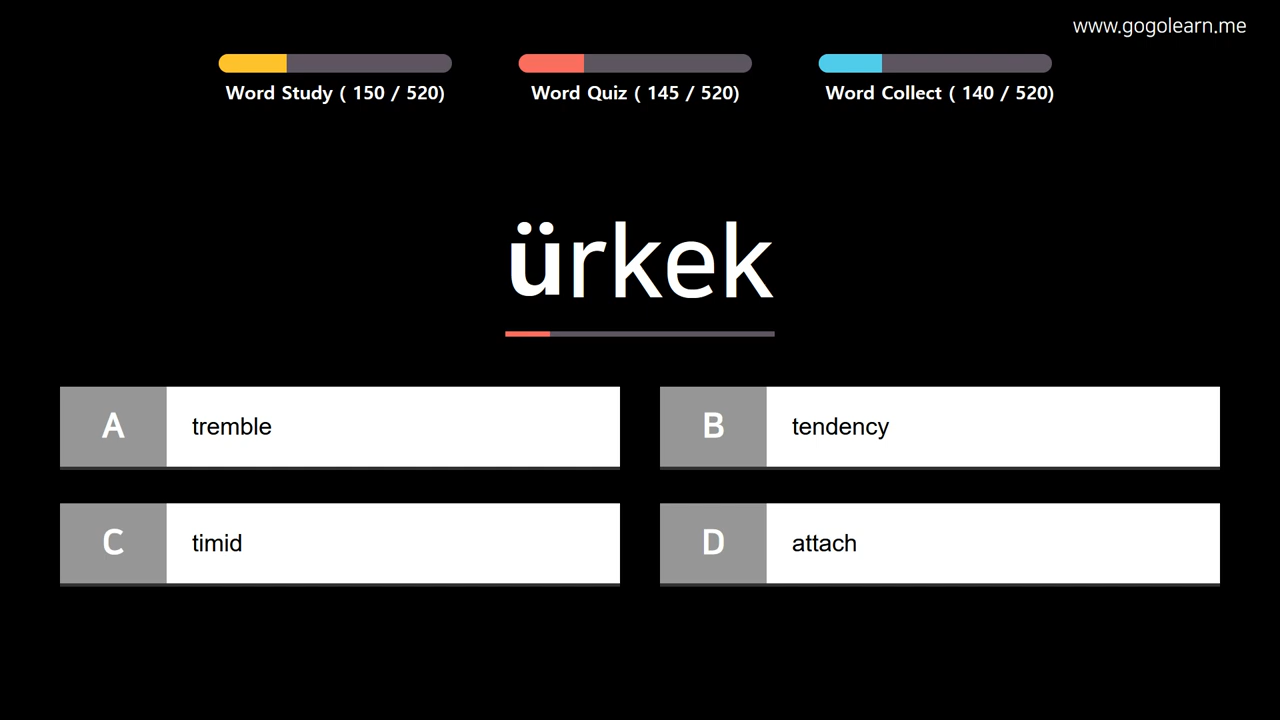 www.gogolearn.me
Word Study ( 150 / 520)
Word Quiz ( 145 / 520)
Word Collect ( 140 / 520)
ürkek
A tremble
B tendency
C timid
D attach